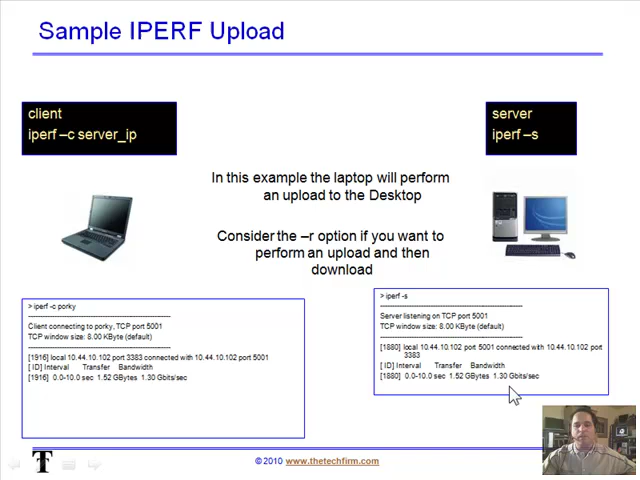 Sample IPERF Upload
client
iperf –c server_ip
server
iperf –s
In this example the laptop will perform
an upload to the Desktop
Consider the –r option if you want to
perform an upload and then
download
> iperf -c porky
------------------------------------------------------------
Client connecting to porky, TCP port 5001
TCP window size: 8.00 KByte (default)
------------------------------------------------------------
[1916] local 10.44.10.102 port 3383 connected with 10.44.10.102 port 5001
[ ID] Interval Transfer Bandwidth
[1916] 0.0-10.0 sec 1.52 GBytes 1.30 Gbits/sec
> iperf -s
------------------------------------------------------------
Server listening on TCP port 5001
TCP window size: 8.00 KByte (default)
------------------------------------------------------------
[1880] local 10.44.10.102 port 5001 connected with 10.44.10.102 port
3383
[ ID] Interval Transfer Bandwidth
[1880] 0.0-10.0 sec 1.52 GBytes 1.30 Gbits/sec
T
© 2010 www.thetechfirm.com